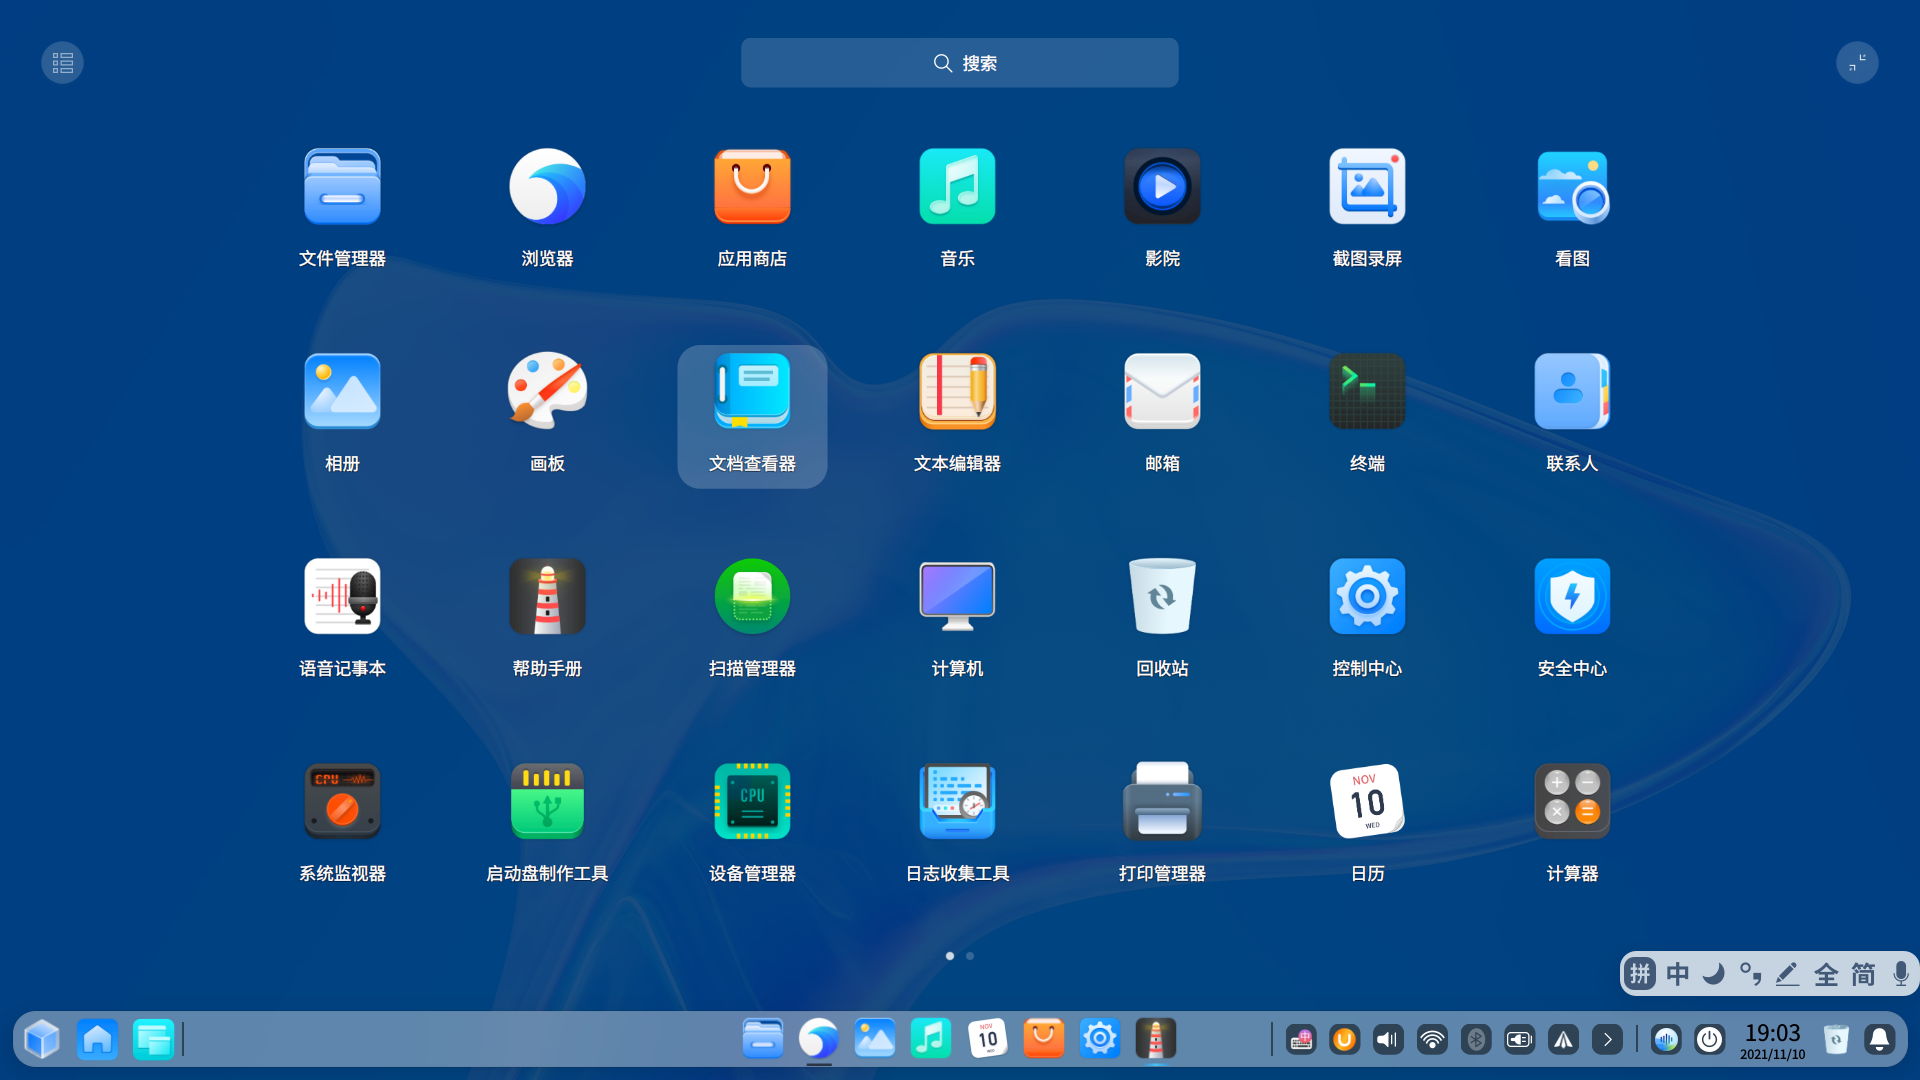 搜索
文件管理器
浏览器
应用商店
音乐
影院
截图录屏
看图
相册
画板
文档查看器
文本编辑器
邮箱
终端
联系人
语音记事本
帮助手册
扫描管理器
计算机
回收站
控制中心
安全中心
CPU
CPU
NOV
10
WED
系统监视器
启动盘制作工具
设备管理器
日志收集工具
打印管理器
日历
计算器
拼 中 全 简
NOV
10
19:03
2021/11/10